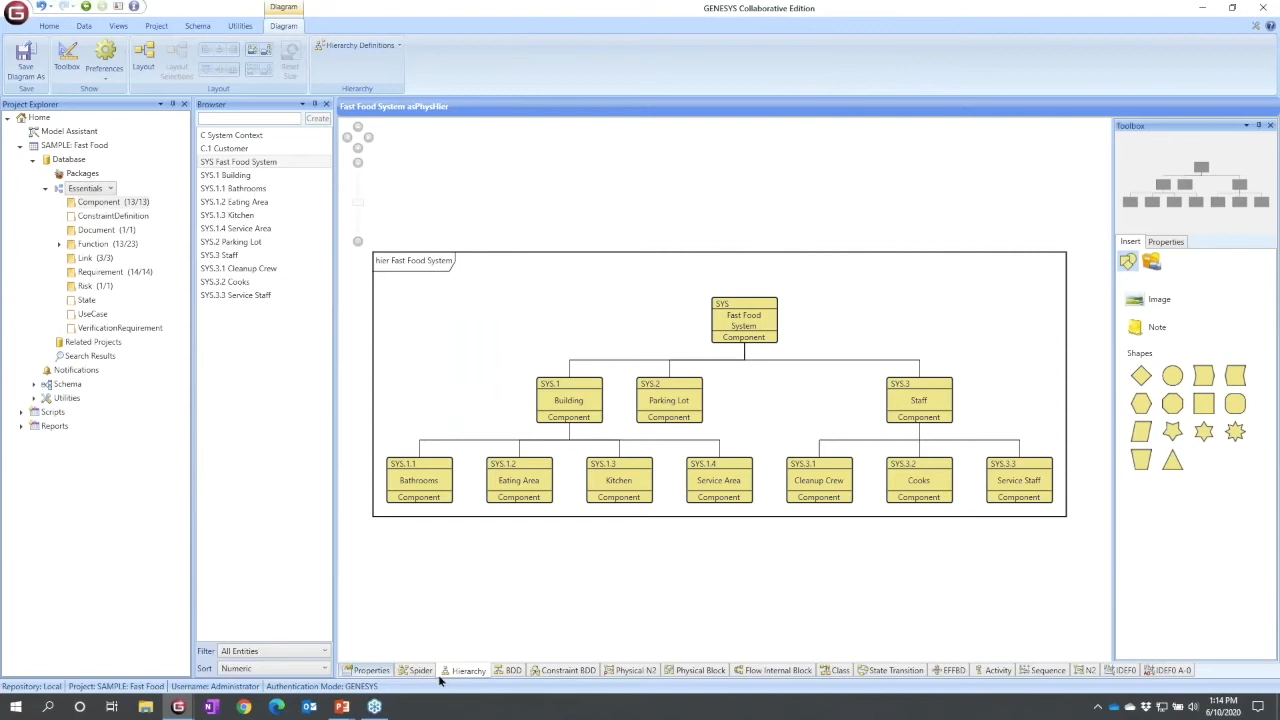 Diagram
GENESYS Collaborative Edition
Home Data Views Project Schema Utilities Diagram
Hierarchy Definitions
Save Diagram As
Toolbox
Preferences
Layout
Layout Selections
Reset Size
Save Show Layout Hierarchy
Project Explorer
Home
Model Assistant
SAMPLE: Fast Food
Database
Packages
Essentials
Component (13/13)
ConstraintDefinition
Document (1/1)
Function (13/23)
Link (3/3)
Requirement (14/14)
Risk (1/1)
State
UseCase
VerificationRequirement
Related Projects
Search Results
Notifications
Schema
Utilities
Scripts
Reports
Browser
Create
C System Context
C.1 Customer
SYS Fast Food System
SYS.1 Building
SYS.1.1 Bathrooms
SYS.1.2 Eating Area
SYS.1.3 Kitchen
SYS.1.4 Service Area
SYS.2 Parking Lot
SYS.3 Staff
SYS.3.1 Cleanup Crew
SYS.3.2 Cooks
SYS.3.3 Service Staff
Filter All Entities
Sort Numeric
Fast Food System asPhysHier
hier Fast Food System
SYS
Fast Food
System
Component
SYS.1
Building
Component
SYS.2
Parking Lot
Component
SYS.3
Staff
Component
SYS.1.1
Bathrooms
Component
SYS.1.2
Eating Area
Component
SYS.1.3
Kitchen
Component
SYS.1.4
Service Area
Component
SYS.3.1
Cleanup Crew
Component
SYS.3.2
Cooks
Component
SYS.3.3
Service Staff
Component
Toolbox
Insert Properties
Image
Note
Shapes
Properties Spider Hierarchy BDD Constraint BDD Physical N2 Physical Block Flow Internal Block Class State Transition EFFBD Activity Sequence N2 IDEF0 IDEF0 A-0
Repository: Local Project: SAMPLE: Fast Food Username: Administrator Authentication Mode: GENESYS
1:14 PM
6/10/2020